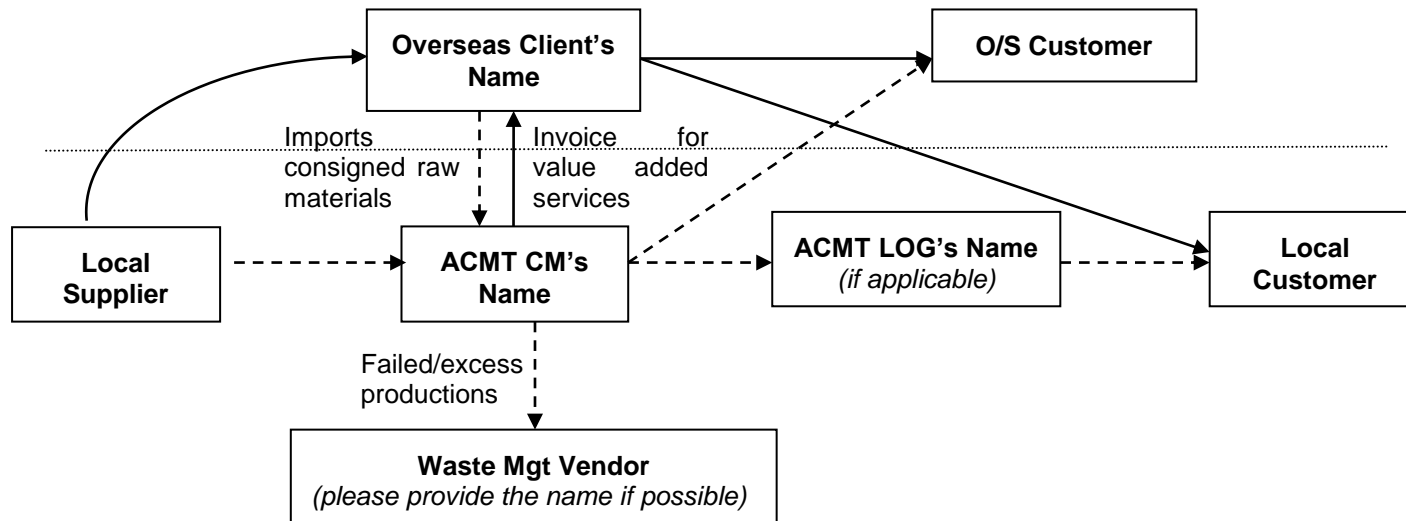 Overseas Client’s
Name
O/S Customer
Imports
consigned raw
materials
Invoice for
value added
services
Local
Supplier
ACMT CM’s
Name
ACMT LOG’s Name
(if applicable)
Local
Customer
Failed/excess
productions
Waste Mgt Vendor
(please provide the name if possible)